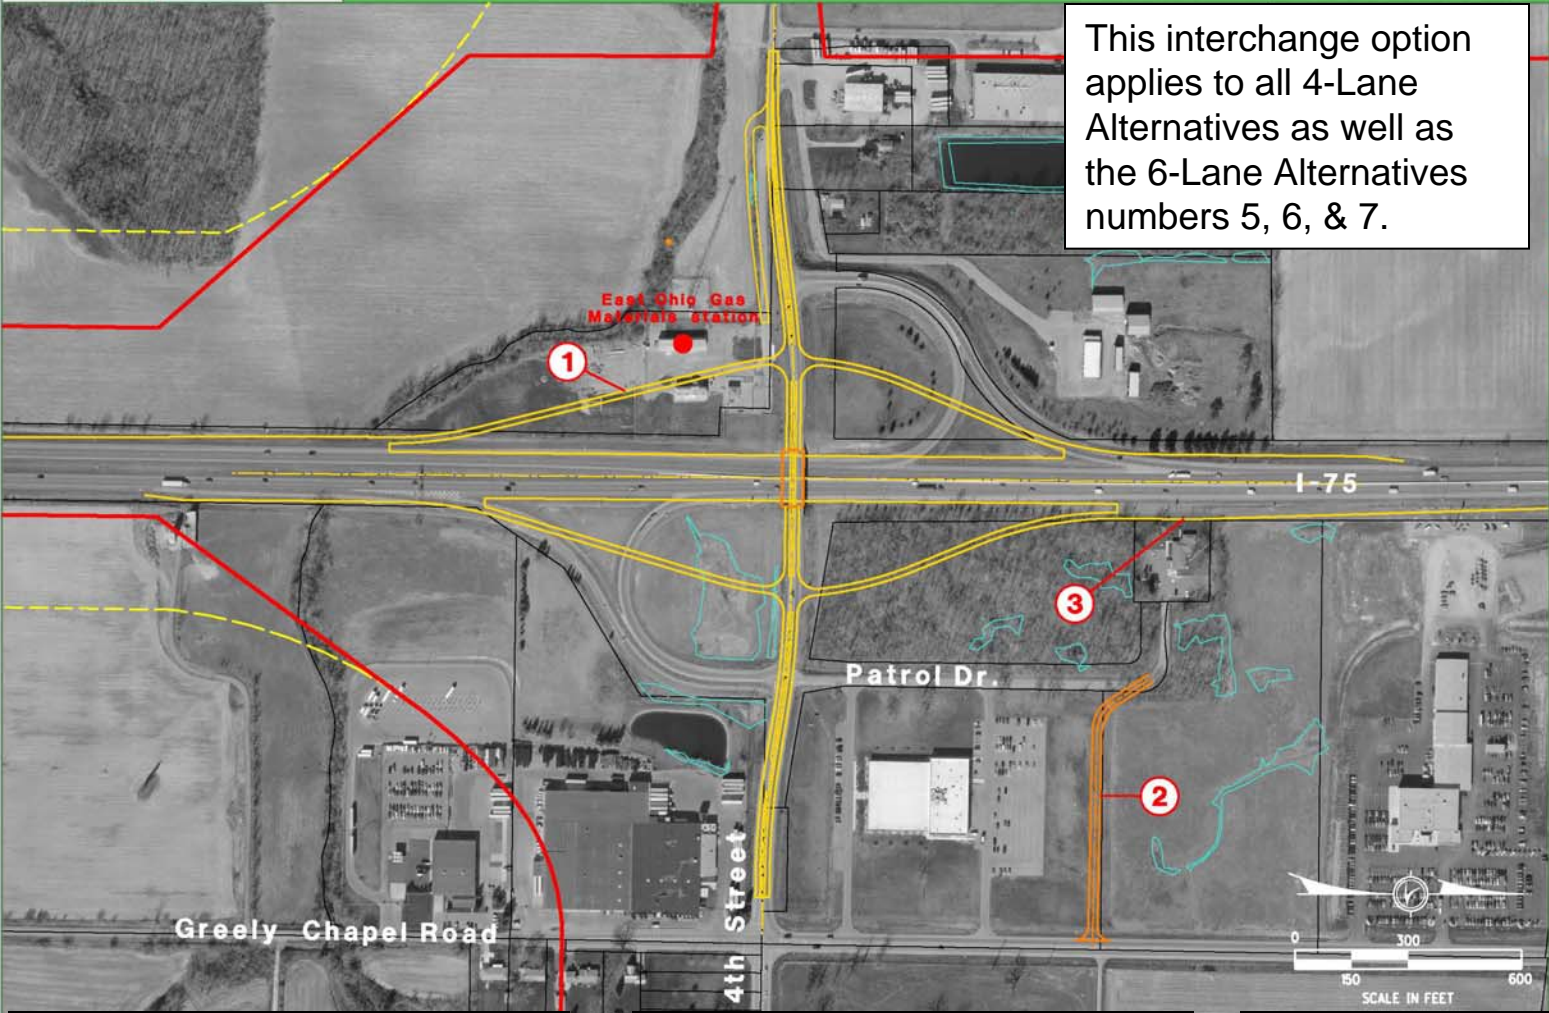 This interchange option
applies to all 4-Lane
Alternatives as well as
the 6-Lane Alternatives
numbers 5, 6, & 7.
East Ohio Gas
Materials station
1
I-75
3
Patrol Dr.
2
4th Street
Greely Chapel Road
0 300
150 600
SCALE IN FEET